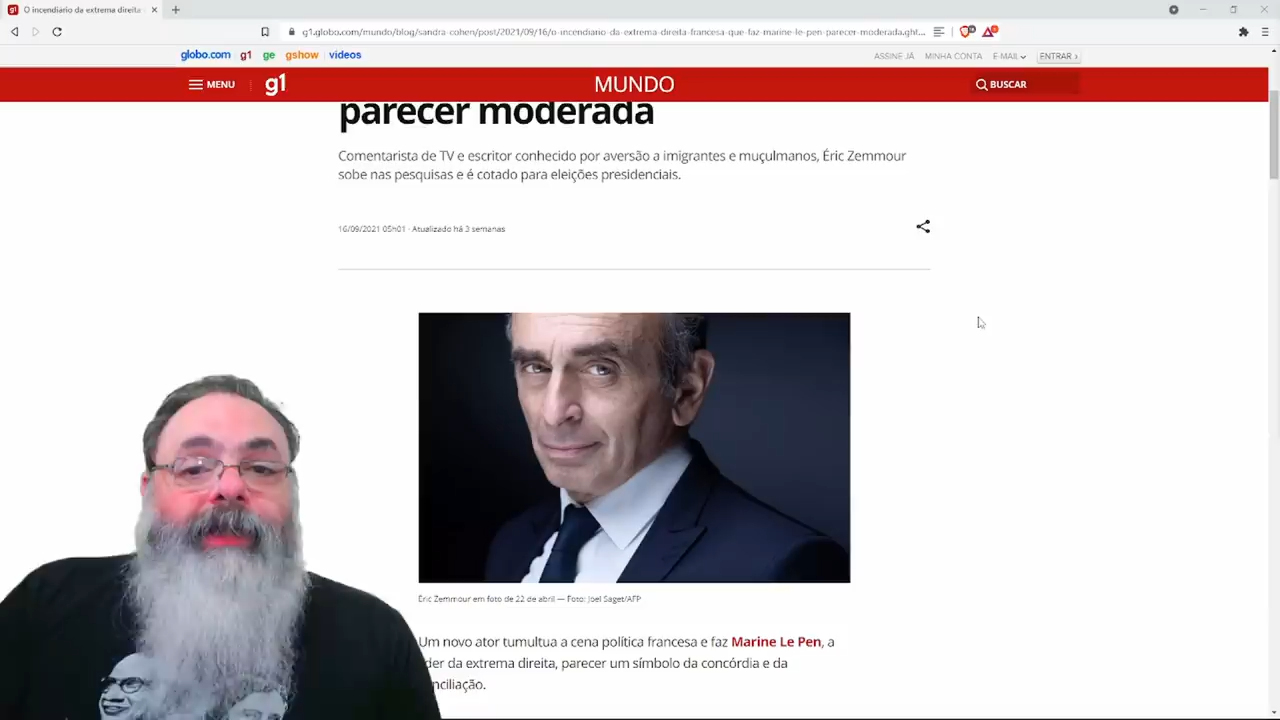 O incendiário da extrema direita
g1.globo.com/mundo/blog/sandra-cohen/post/2021/09/16/o-incendiario-da-extrema-direita-francesa-que-faz-marine-le-pen-parecer-moderada.ght...
globo.com g1 ge gshow vídeos
ASSINE JÁ MINHA CONTA E-MAIL ENTRAR ›
MENU g1 MUNDO BUSCAR
parecer moderada
Comentarista de TV e escritor conhecido por aversão a imigrantes e muçulmanos, Éric Zemmour
sobe nas pesquisas e é cotado para eleições presidenciais.
16/09/2021 05h01 · Atualizado há 3 semanas
Éric Zemmour em foto de 22 de abril — Foto: Joel Saget/AFP
Um novo ator tumultua a cena política francesa e faz Marine Le Pen, a
der da extrema direita, parecer um símbolo da concórdia e da
nciliação.